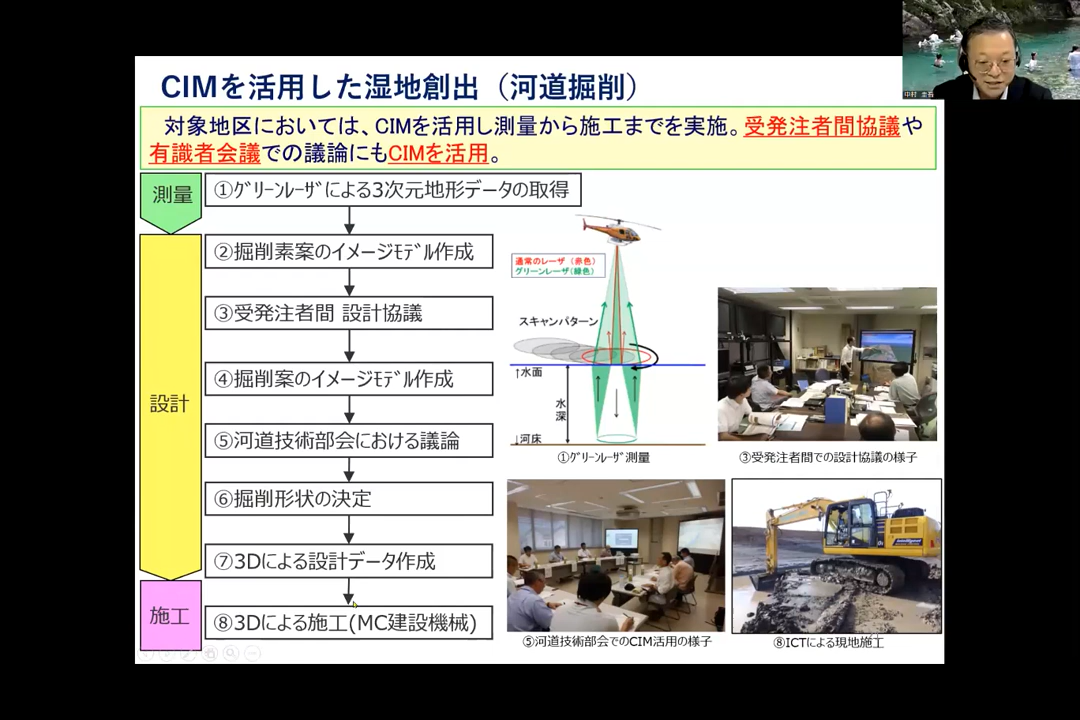 CIMを活用した湿地創出（河道掘削）
対象地区においては、CIMを活用し測量から施工までを実施。受発注者間協議や
有識者会議での議論にもCIMを活用。
測量
①ｸﾞﾘｰﾝﾚｰｻﾞによる3次元地形データの取得
設計
②掘削素案のイメージﾓﾃﾞﾙ作成
③受発注者間 設計協議
④掘削案のイメージﾓﾃﾞﾙ作成
⑤河道技術部会における議論
⑥掘削形状の決定
⑦3Dによる設計データ作成
施工
⑧3Dによる施工(MC建設機械)
通常のレーザ（赤色）
グリーンレーザ(緑色)
スキャンパターン
↑水面
水深
↓河床
①ｸﾞﾘｰﾝﾚｰｻﾞ測量
③受発注者間での設計協議の様子
⑤河道技術部会でのCIM活用の様子
⑧ICTによる現地施工